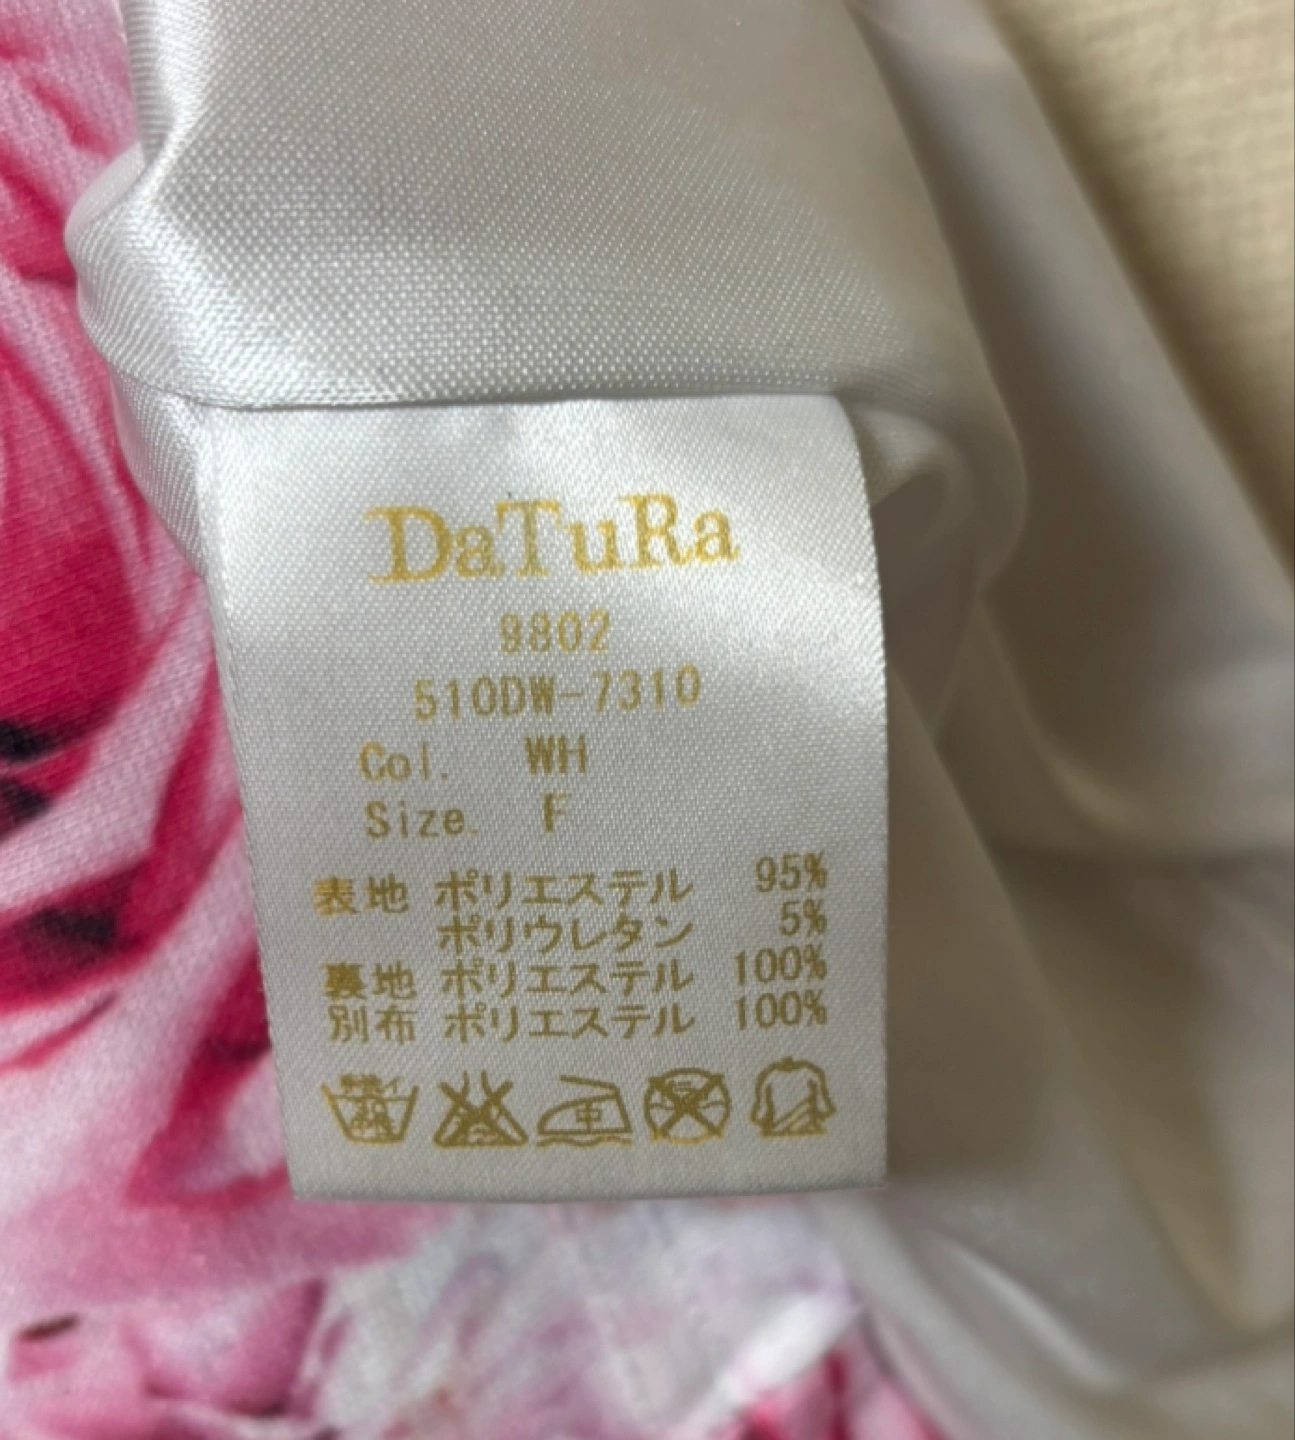 DaTuRa
9802
510DW-7310
Col. WH
Size. F
表地 ポリエステル 95%
ポリウレタン 5%
裏地 ポリエステル 100%
別布 ポリエステル 100%
中